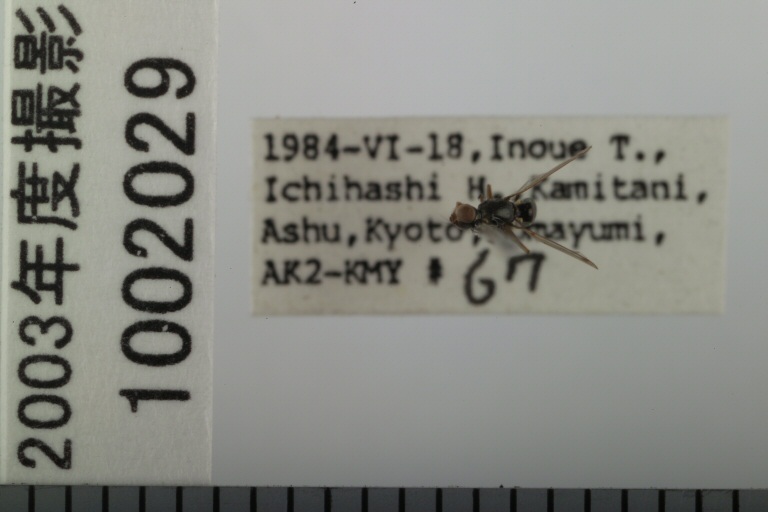 2003年度撮影
1002029
1984-VI-18, Inoue T.,
Ichihashi H. Kamitani,
Ashu, Kyoto,
AK2-KMY # 67